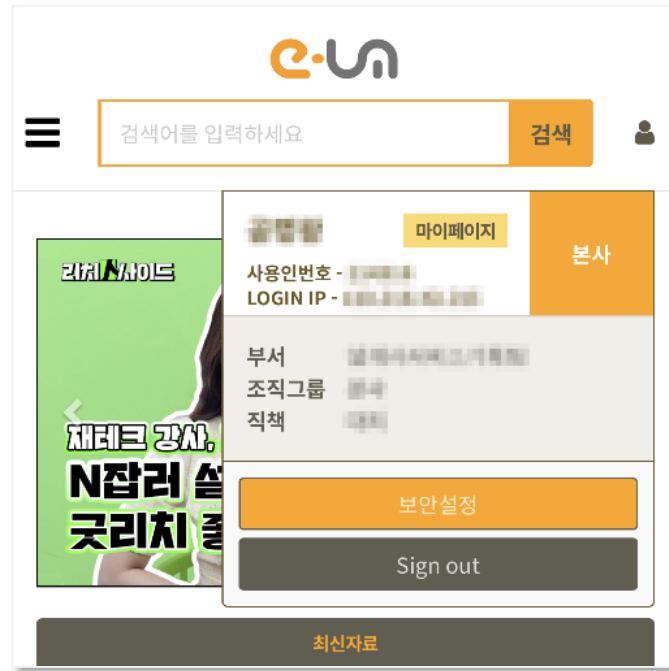 e-un
검색어를 입력하세요
검색
마이페이지
본사
사용인번호 -
LOGIN IP -
부서
조직그룹
직책
리치N사이드
재테크 강사,
N잡러
굿리치
보안설정
Sign out
최신자료